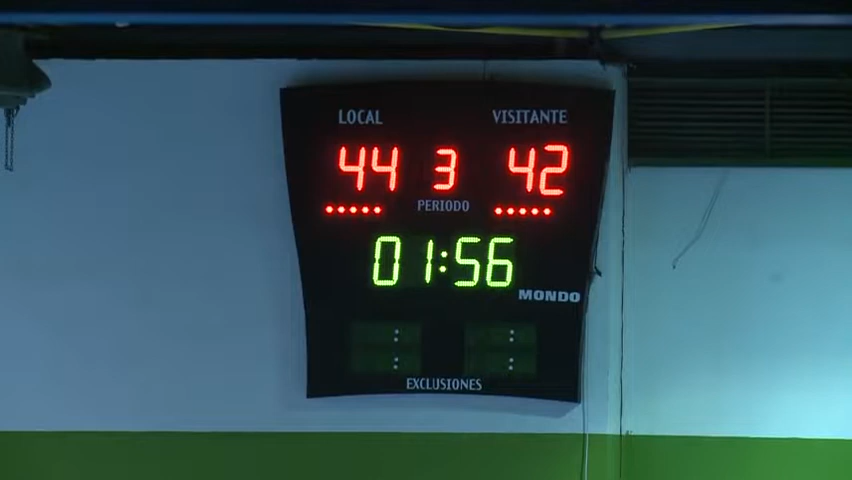 LOCAL VISITANTE
44 3 42
PERIODO
01:56
MONDO
EXCLUSIONES